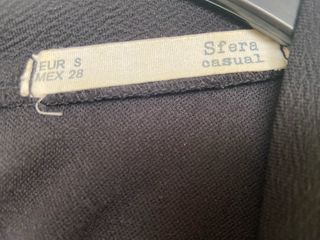 EUR S
MEX 28
Sfera
casual